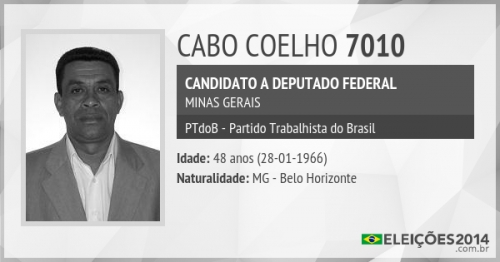 CABO COELHO 7010
CANDIDATO A DEPUTADO FEDERAL
MINAS GERAIS
PTdoB - Partido Trabalhista do Brasil
Idade: 48 anos (28-01-1966)
Naturalidade: MG - Belo Horizonte
ELEIÇÕES2014
.com.br